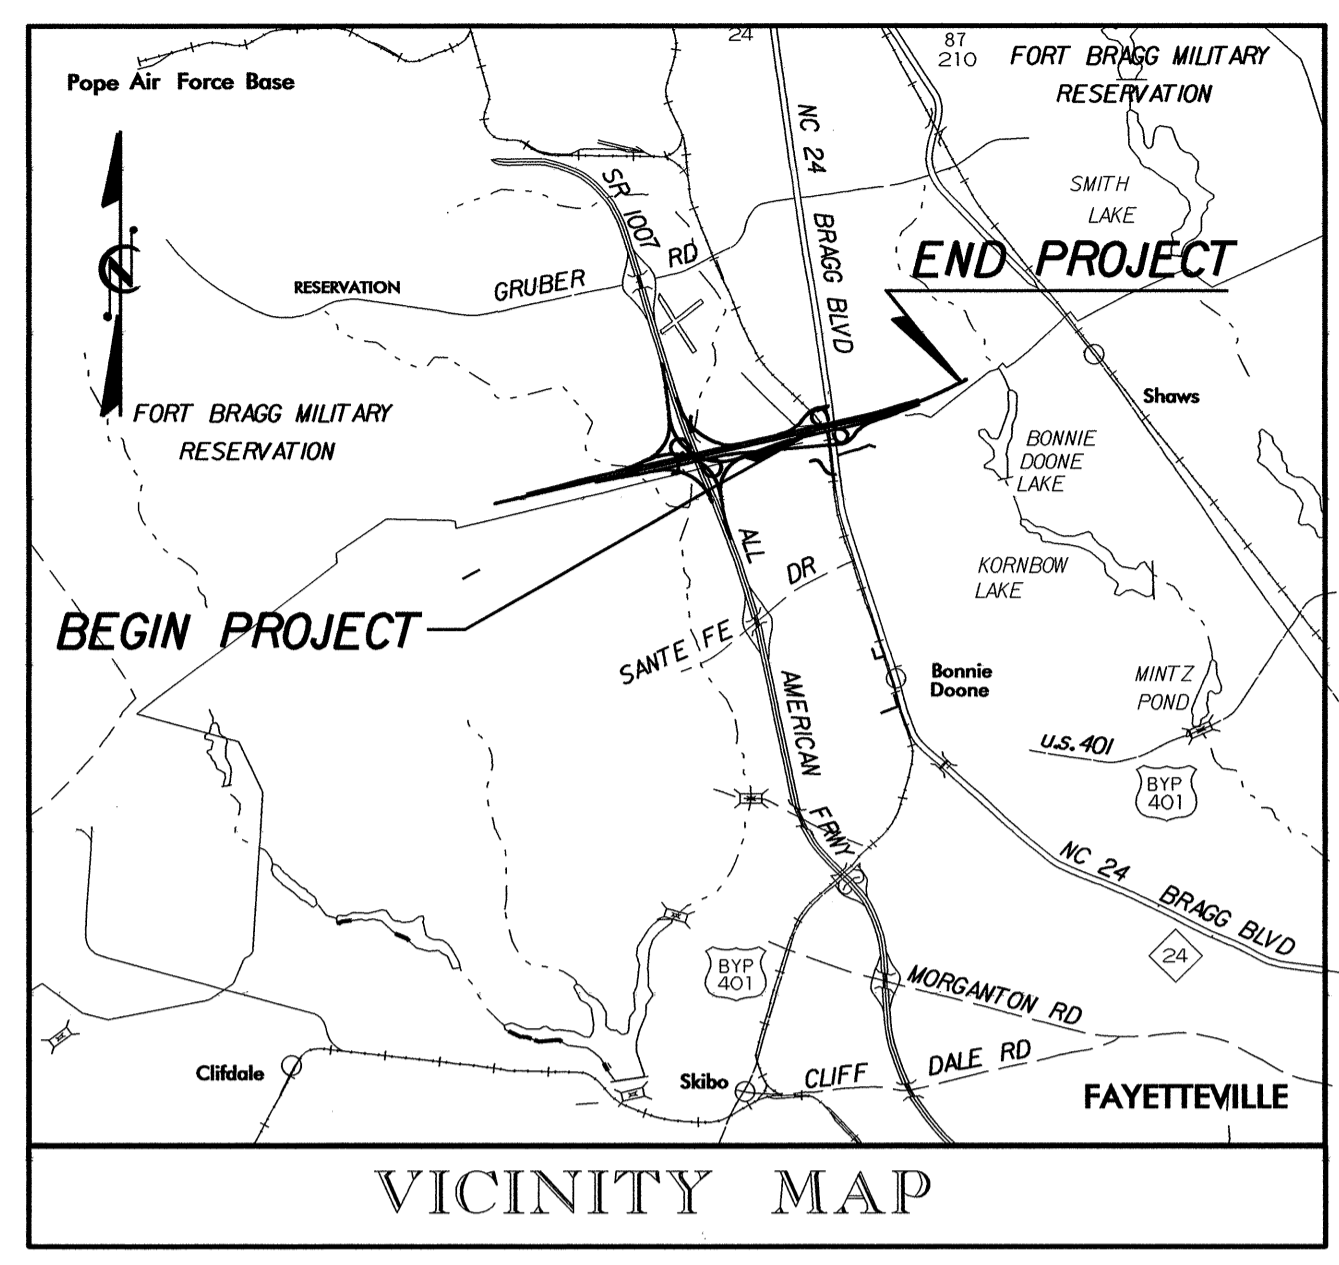 24
87
210
FORT BRAGG MILITARY
RESERVATION
Pope Air Force Base
NC 24
SR 1007
SMITH
LAKE
BRAGG BLVD
END PROJECT
GRUBER RD
RESERVATION
N
Shaws
FORT BRAGG MILITARY
RESERVATION
BONNIE
DOONE
LAKE
KORNBOW
LAKE
ALL
AMERICAN
FRWY
SANTE FE DR
BEGIN PROJECT
Bonnie
Doone
MINTZ
POND
U.S. 401
BYP
401
NC 24 BRAGG BLVD
24
BYP
401
MORGANTON RD
CLIFF DALE RD
Clifdale
Skibo
FAYETTEVILLE
VICINITY MAP